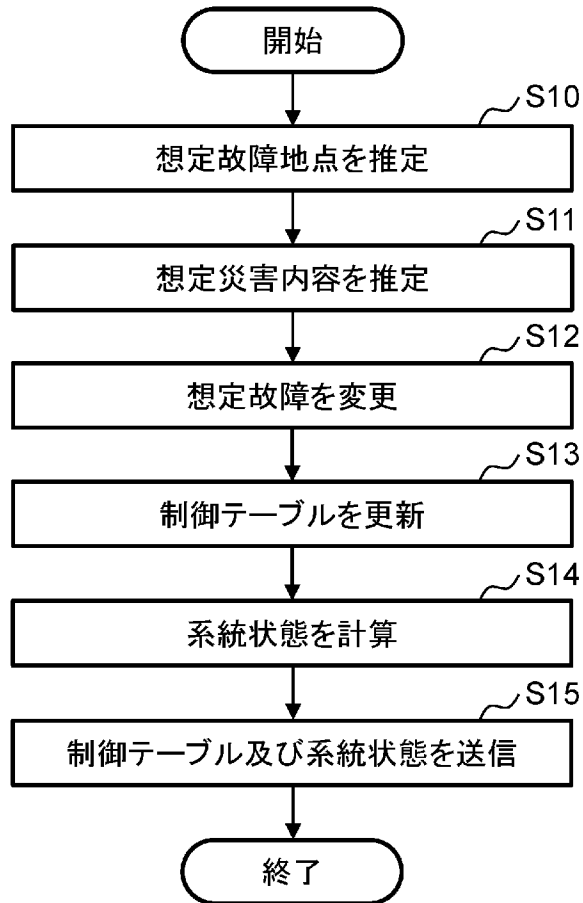 開始
S10
想定故障地点を推定
S11
想定災害内容を推定
S12
想定故障を変更
S13
制御テーブルを更新
S14
系統状態を計算
S15
制御テーブル及び系統状態を送信
終了